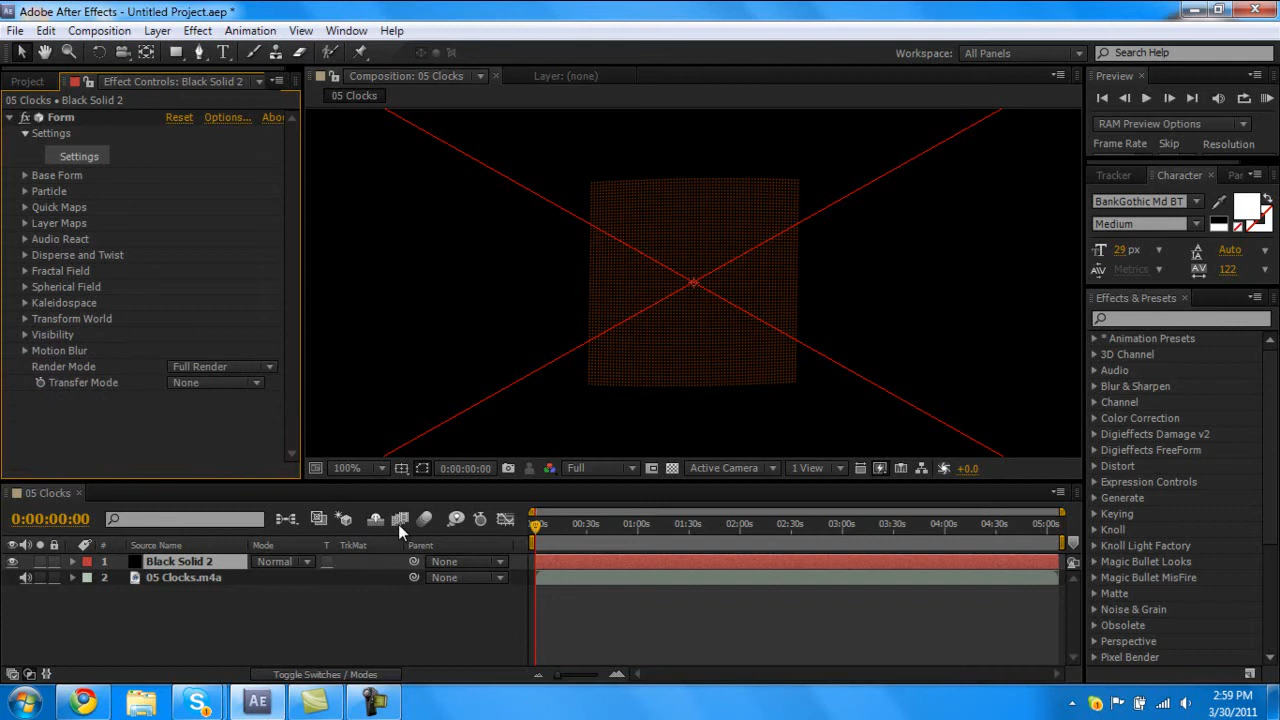 Adobe After Effects - Untitled Project.aep *
File Edit Composition Layer Effect Animation View Window Help
Workspace: All Panels Search Help
Project Effect Controls: Black Solid 2 Composition: 05 Clocks Layer: (none) Preview
05 Clocks • Black Solid 2 05 Clocks
Form Reset Options... Abo
Settings
Settings
Base Form
Particle
Quick Maps
Layer Maps
Audio React
Disperse and Twist
Fractal Field
Spherical Field
Kaleidospace
Transform World
Visibility
Motion Blur
Render Mode Full Render
Transfer Mode None
RAM Preview Options
Frame Rate Skip Resolution
Tracker Character Par
BankGothic Md BT
Medium
29 px Auto
Metrics 122
Effects & Presets
* Animation Presets
3D Channel
Audio
Blur & Sharpen
Channel
Color Correction
Digieffects Damage v2
Digieffects FreeForm
Distort
Expression Controls
Generate
Keying
Knoll
Knoll Light Factory
Magic Bullet Looks
Magic Bullet MisFire
Matte
Noise & Grain
Obsolete
Perspective
Pixel Bender
100% 0:00:00:00 Full Active Camera 1 View +0.0
05 Clocks
0:00:00:00
:00s 00:30s 01:00s 01:30s 02:00s 02:30s 03:00s 03:30s 04:00s 04:30s 05:00s
# Source Name Mode T TrkMat Parent
1 Black Solid 2 Normal None
2 05 Clocks.m4a None
Toggle Switches / Modes
2:59 PM
3/30/2011